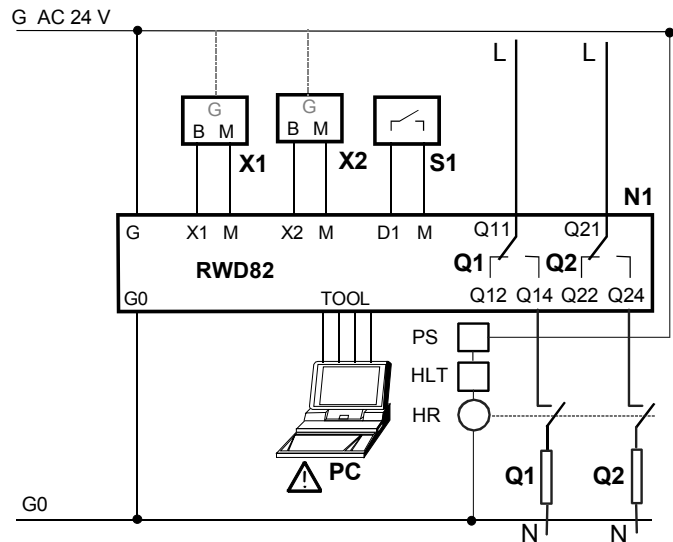 G AC 24 V
L L
G G
B M B M
X1 X2 S1
N1
G X1 M X2 M D1 M Q11 Q21
RWD82 Q1 Q2
G0 TOOL Q12 Q14 Q22 Q24
PS
HLT
HR
PC
Q1 Q2
G0
N N